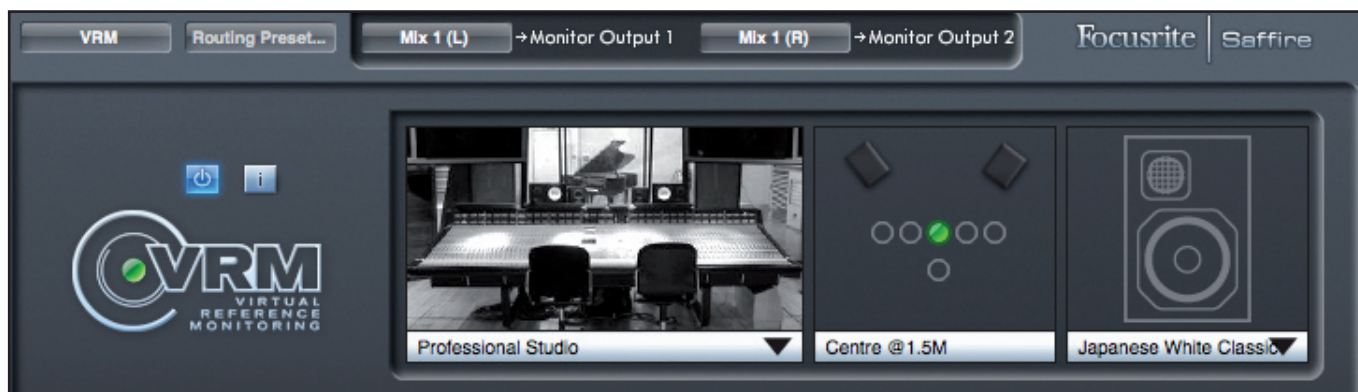 VRM
Routing Preset...
Mix 1 (L)
→Monitor Output 1
Mix 1 (R)
→Monitor Output 2
Focusrite
Saffire
i
VRM
VIRTUAL
REFERENCE
MONITORING
Professional Studio
Centre @1.5M
Japanese White Classic